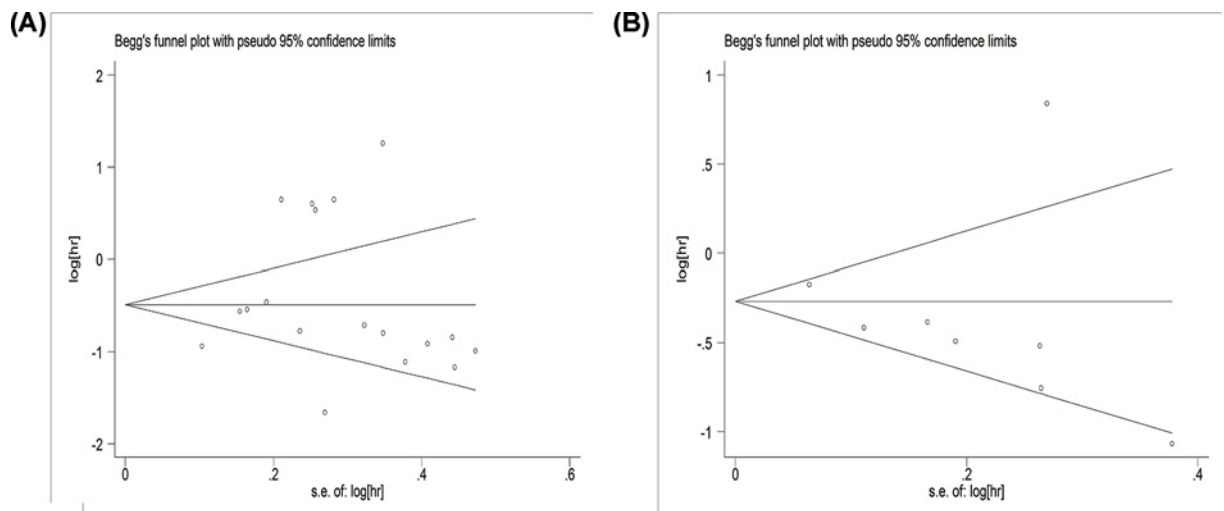 (A)
Begg's funnel plot with pseudo 95% confidence limits
2
1
0
-1
-2
log[hr]
0
.2
.4
.6
s.e. of: log[hr]
(B)
Begg's funnel plot with pseudo 95% confidence limits
1
.5
0
-.5
-1
log[hr]
0
.2
.4
s.e. of: log[hr]